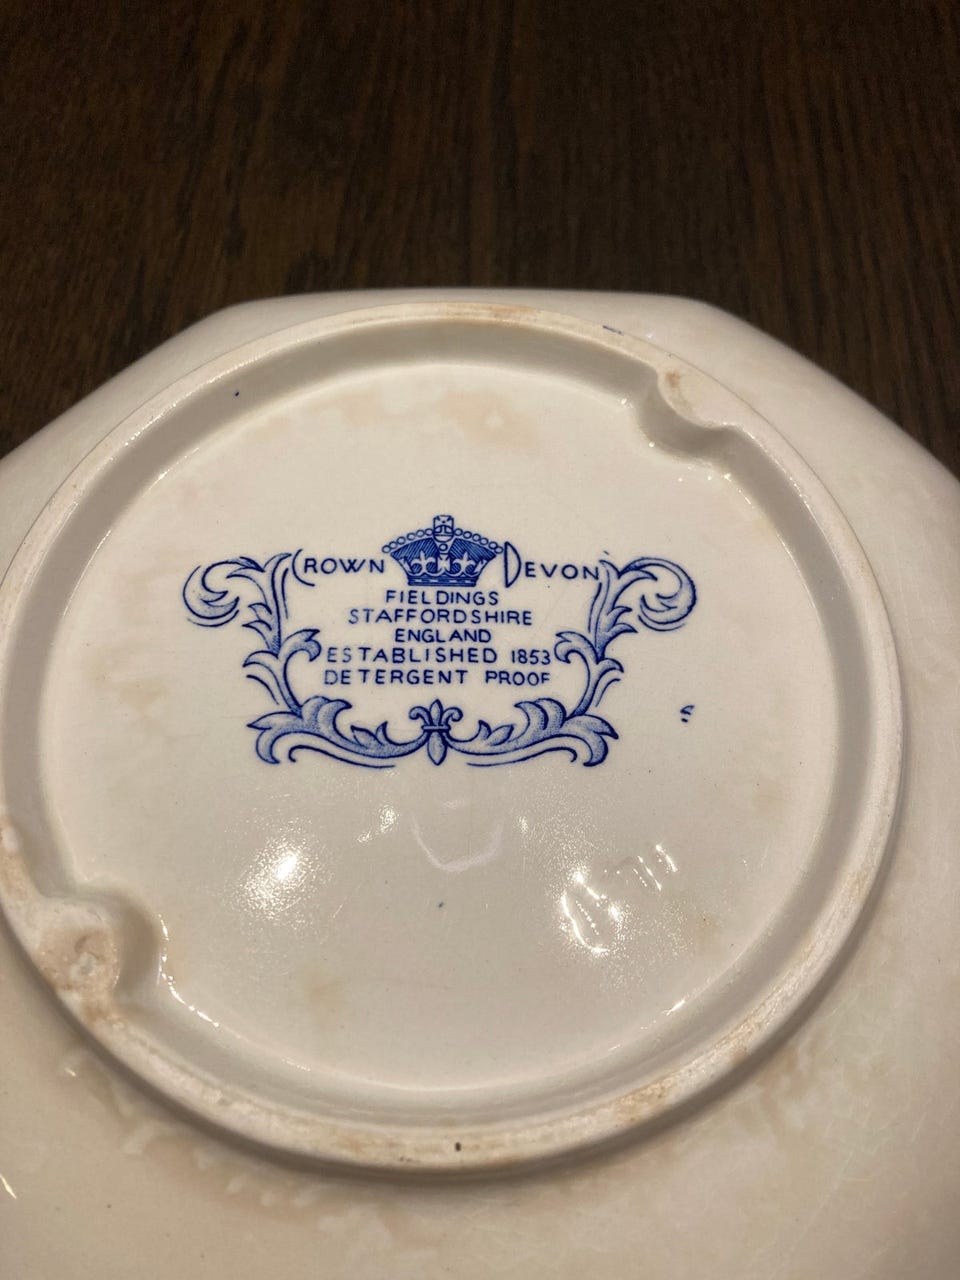 CROWN DEVON
FIELDINGS
STAFFORDSHIRE
ENGLAND
ESTABLISHED 1853
DETERGENT PROOF